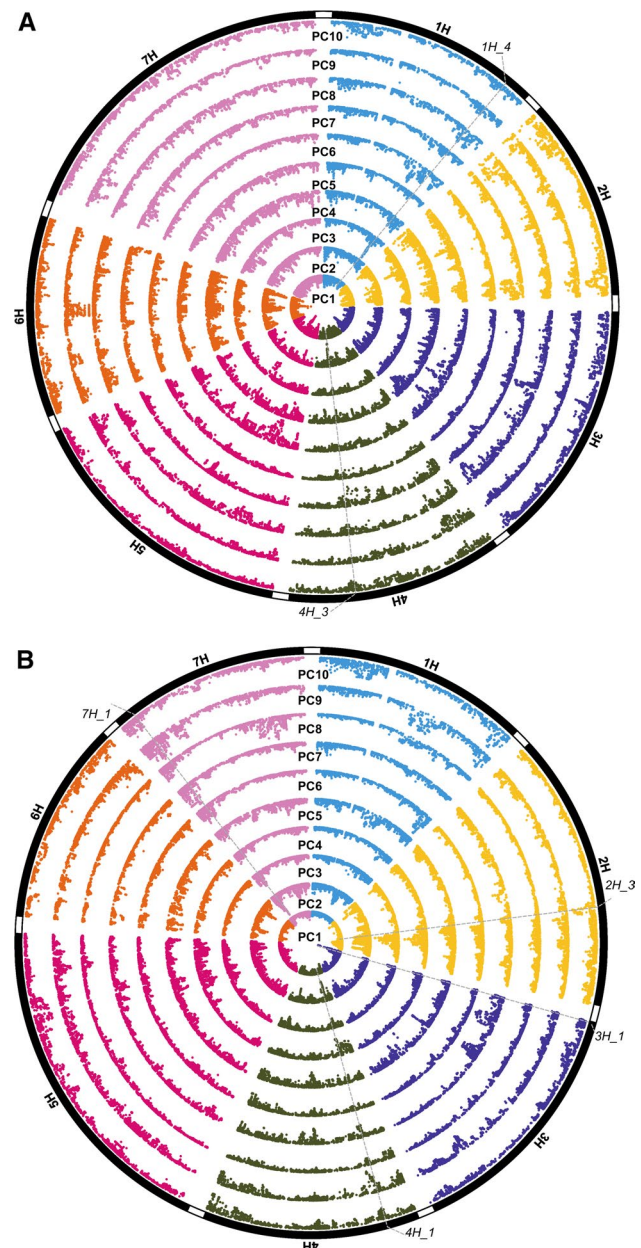 A
PC10
PC9
PC8
PC7
PC6
PC5
PC4
PC3
PC2
PC1
1H
1H_4
2H
3H
4H
4H_3
5H
6H
7H
B
PC10
PC9
PC8
PC7
PC6
PC5
PC4
PC3
PC2
PC1
1H
2H
2H_3
3H_1
3H
4H_1
4H
5H
6H
7H_1
7H